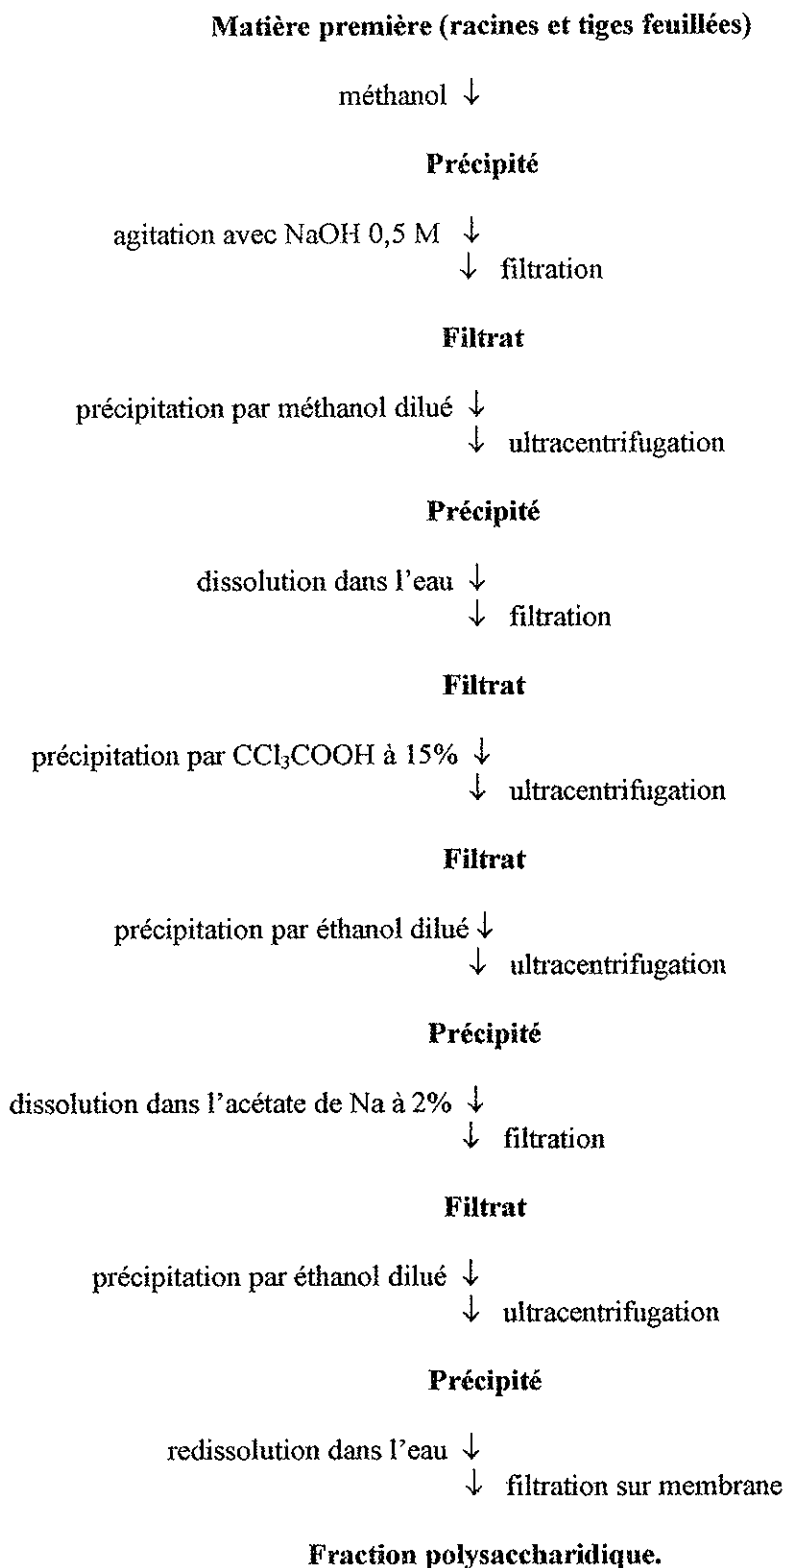 Matière première (racines et tiges feuillées)
méthanol ↓
Précipité
agitation avec NaOH 0,5 M ↓
↓ filtration
Filtrat
précipitation par méthanol dilué ↓
↓ ultracentrifugation
Précipité
dissolution dans l'eau ↓
↓ filtration
Filtrat
précipitation par CCl₃COOH à 15% ↓
↓ ultracentrifugation
Filtrat
précipitation par éthanol dilué ↓
↓ ultracentrifugation
Précipité
dissolution dans l'acétate de Na à 2% ↓
↓ filtration
Filtrat
précipitation par éthanol dilué ↓
↓ ultracentrifugation
Précipité
redissolution dans l'eau ↓
↓ filtration sur membrane
Fraction polysaccharidique.